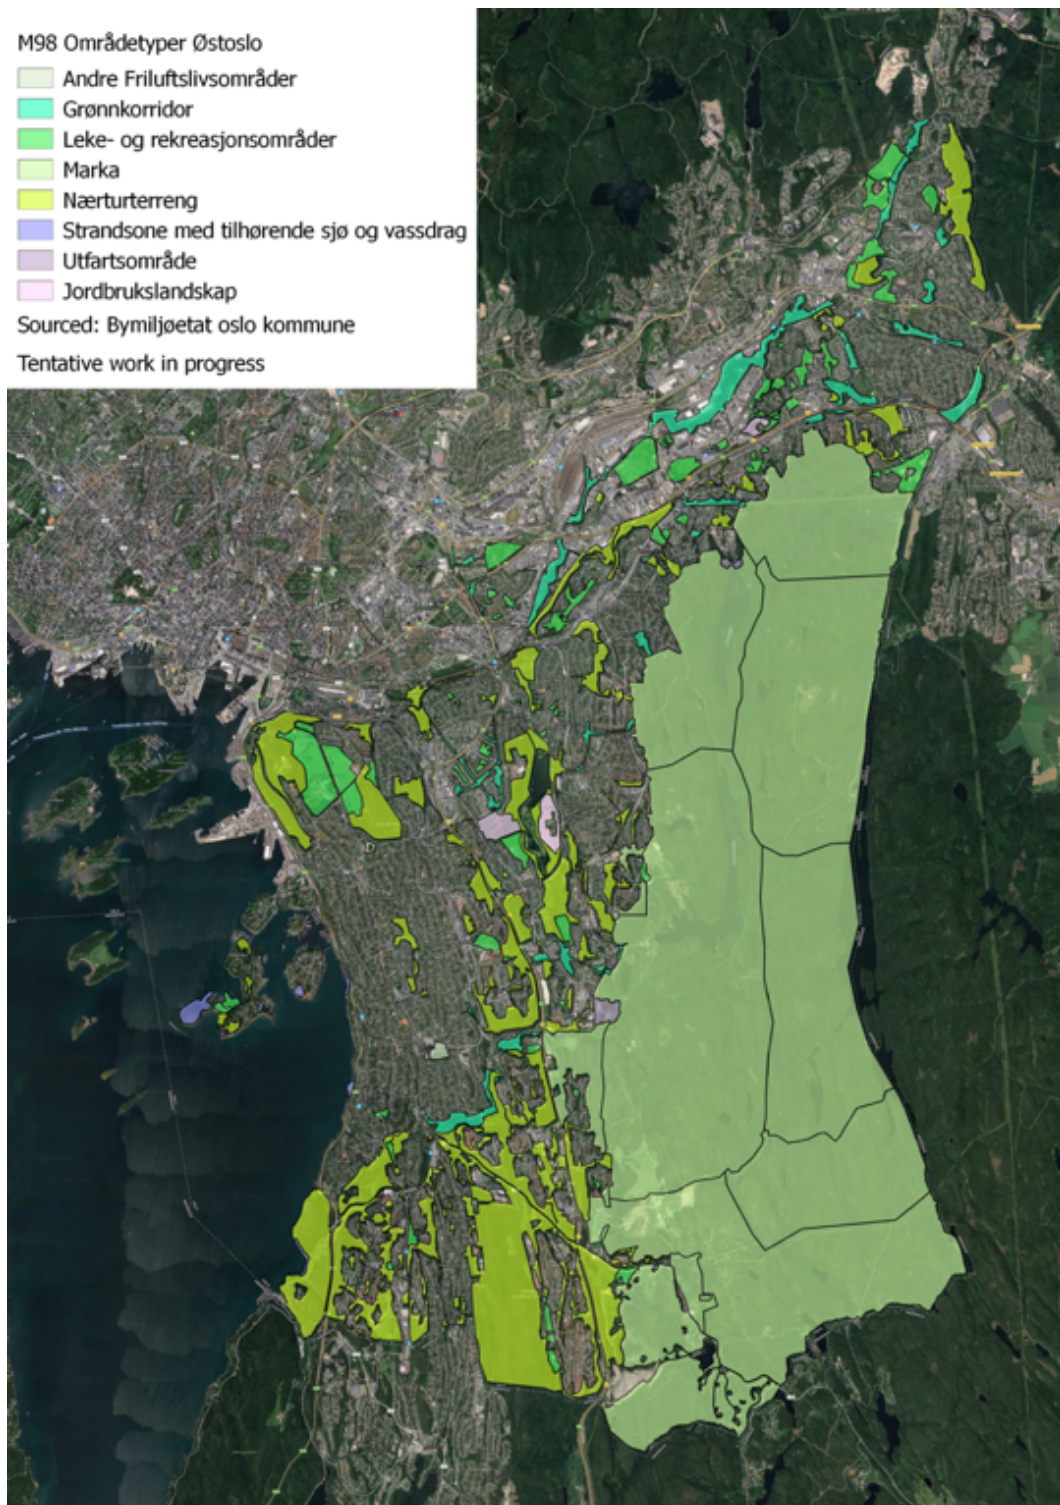 M98 Områdetyper Østoslo
Andre Friluftslivsområder
Grønnkorridor
Leke- og rekreasjonsområder
Marka
Nærturterreng
Strandsone med tilhørende sjø og vassdrag
Utfartsområde
Jordbrukslandskap
Sourced: Bymiljøetat oslo kommune
Tentative work in progress